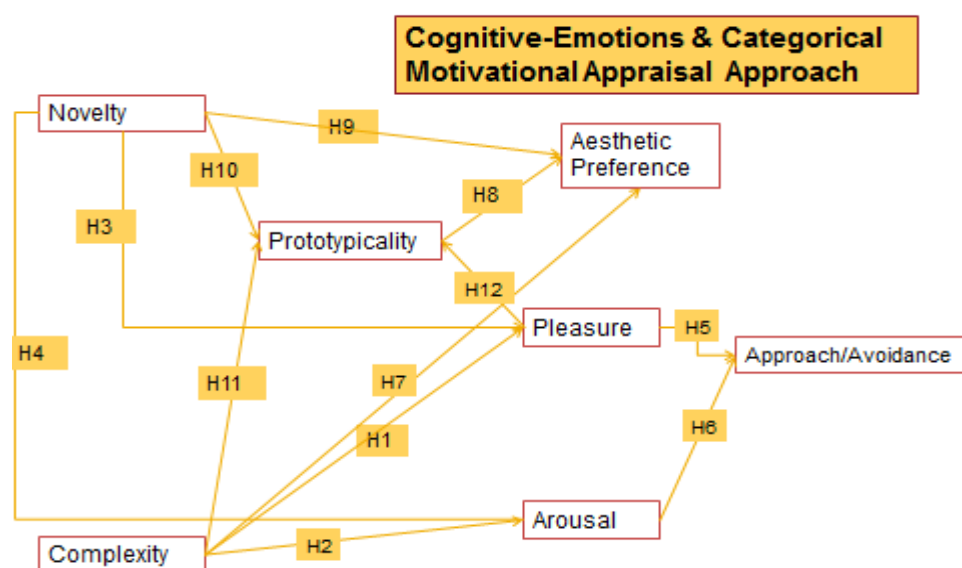 Cognitive-Emotions & Categorical
Motivational Appraisal Approach
Novelty
H9
Aesthetic
Preference
H10
H8
H3
Prototypicality
H12
Pleasure
H5
H4
Approach/Avoidance
H11
H7
H6
H1
Arousal
H2
Complexity